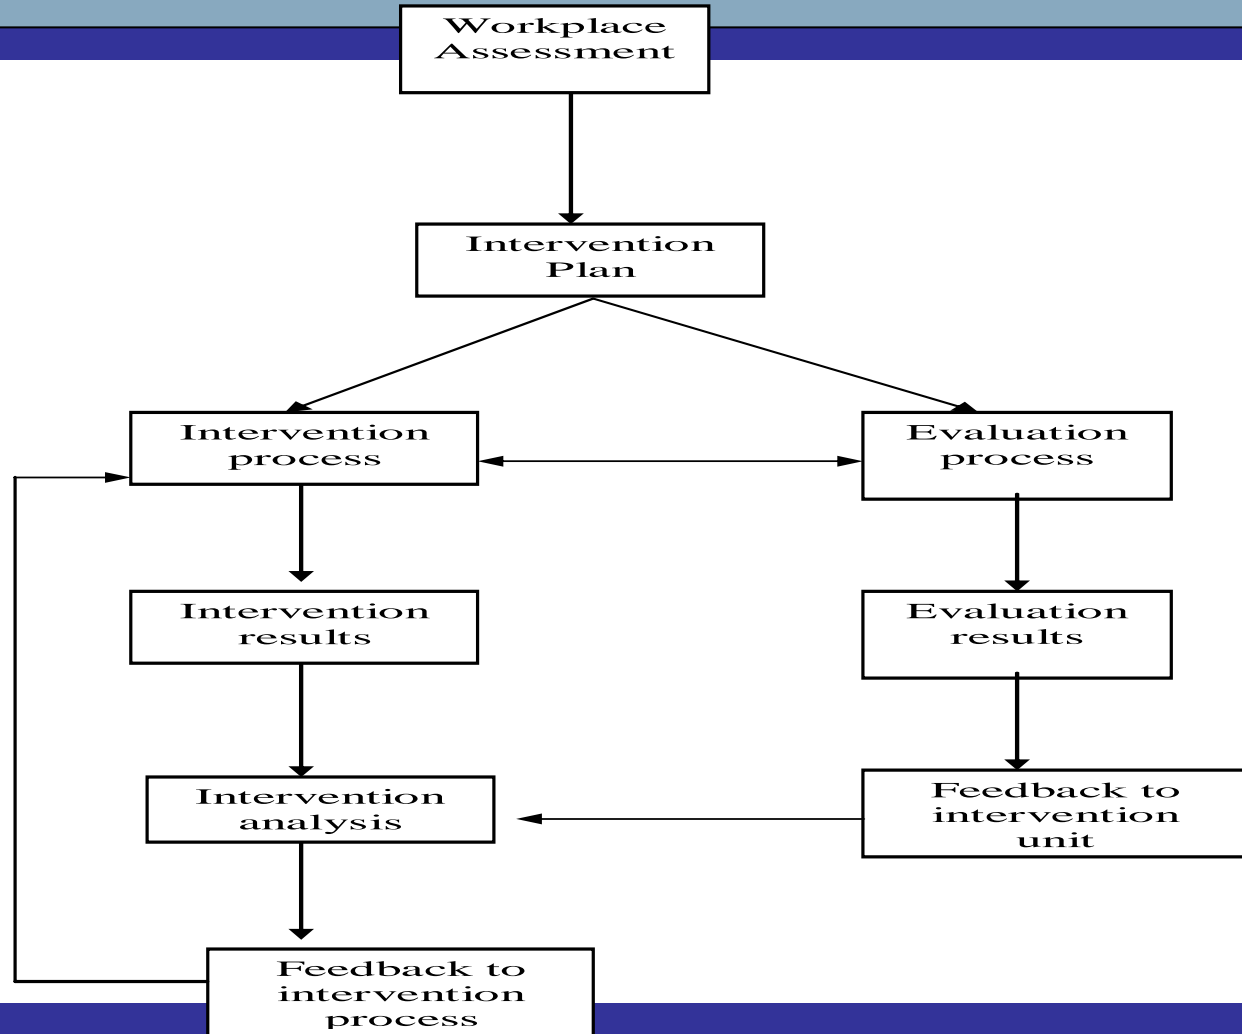 Workplace
Assessment
Intervention
Plan
Intervention
process
Evaluation
process
Intervention
results
Evaluation
results
Intervention
analysis
Feedback to
intervention
unit
Feedback to
intervention
process